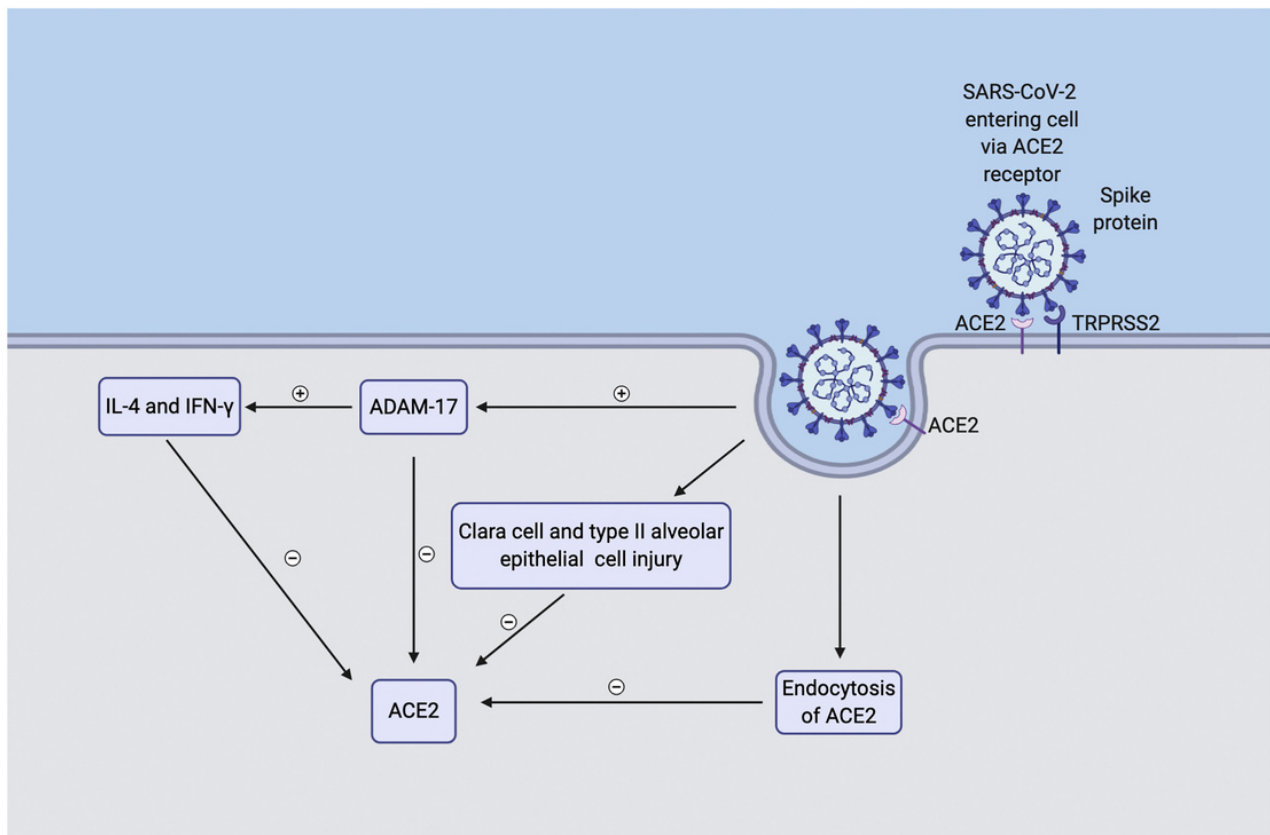 SARS-CoV-2
entering cell
via ACE2
receptor
Spike
protein
ACE2
TRPRSS2
IL-4 and IFN-γ
+
ADAM-17
+
ACE2
Clara cell and type II alveolar
epithelial cell injury
−
−
−
ACE2
−
Endocytosis
of ACE2